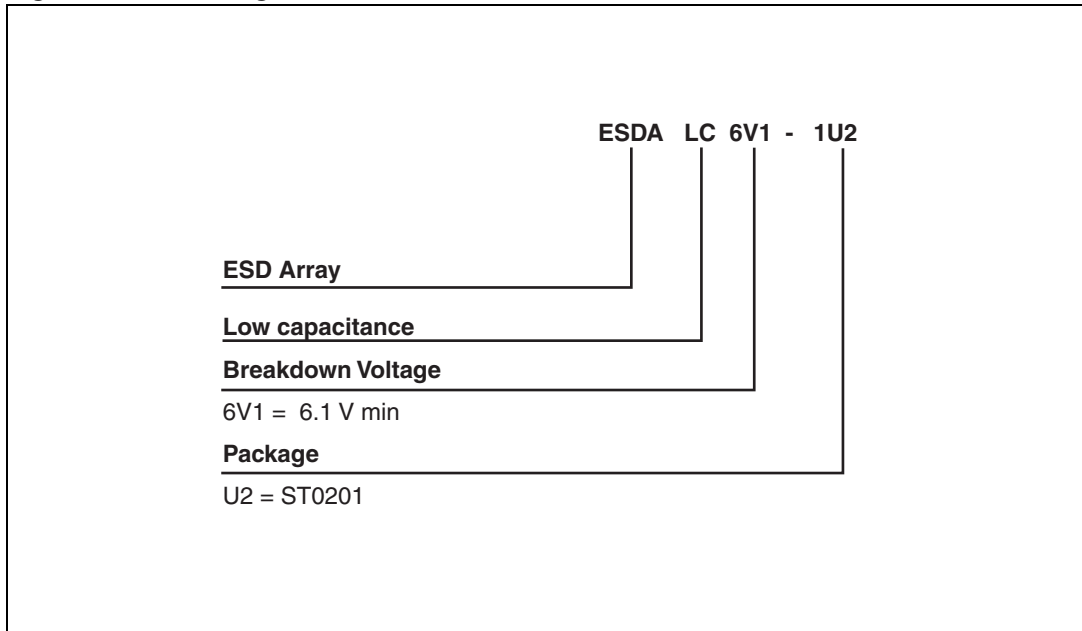 ESDA LC 6V1 - 1U2
ESD Array
Low capacitance
Breakdown Voltage
6V1 = 6.1 V min
Package
U2 = ST0201